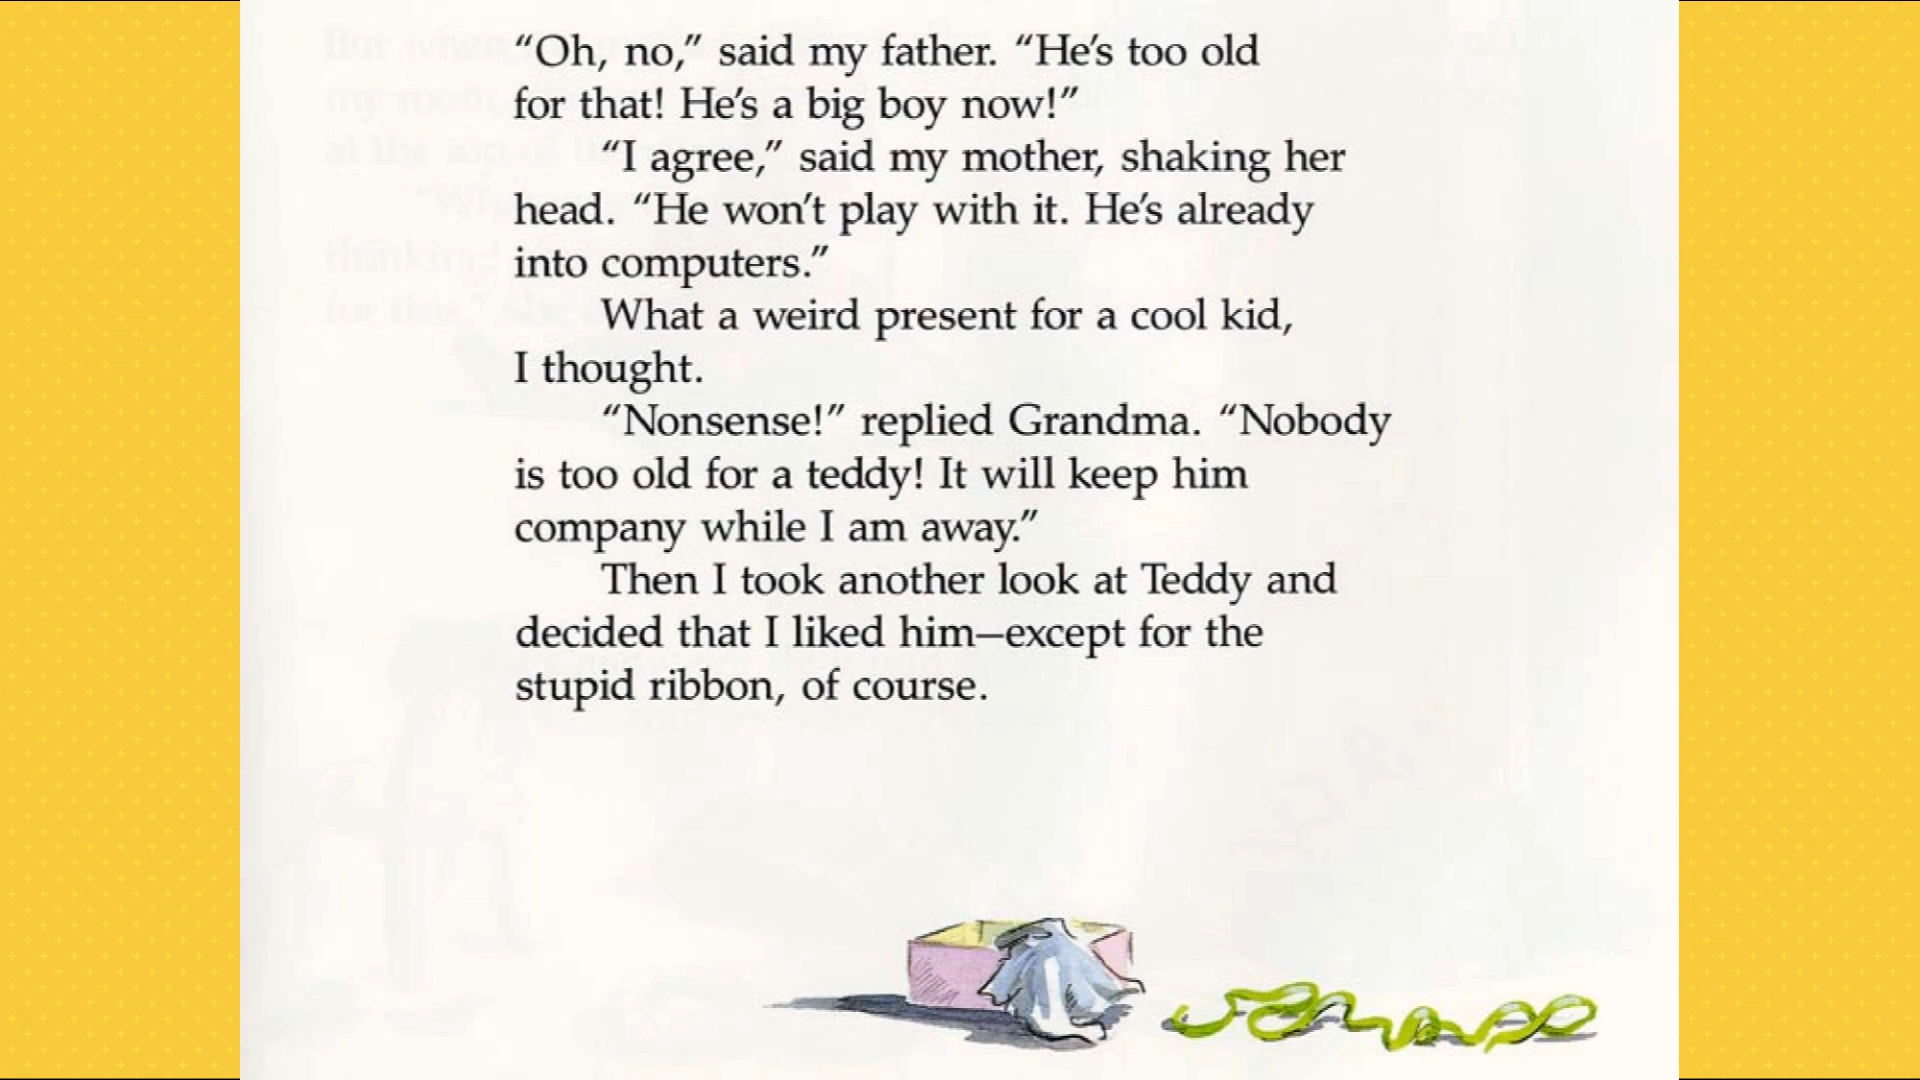 “Oh, no,” said my father. “He’s too old
for that! He’s a big boy now!”
“I agree,” said my mother, shaking her
head. “He won’t play with it. He’s already
into computers.”
What a weird present for a cool kid,
I thought.
“Nonsense!” replied Grandma. “Nobody
is too old for a teddy! It will keep him
company while I am away.”
Then I took another look at Teddy and
decided that I liked him—except for the
stupid ribbon, of course.